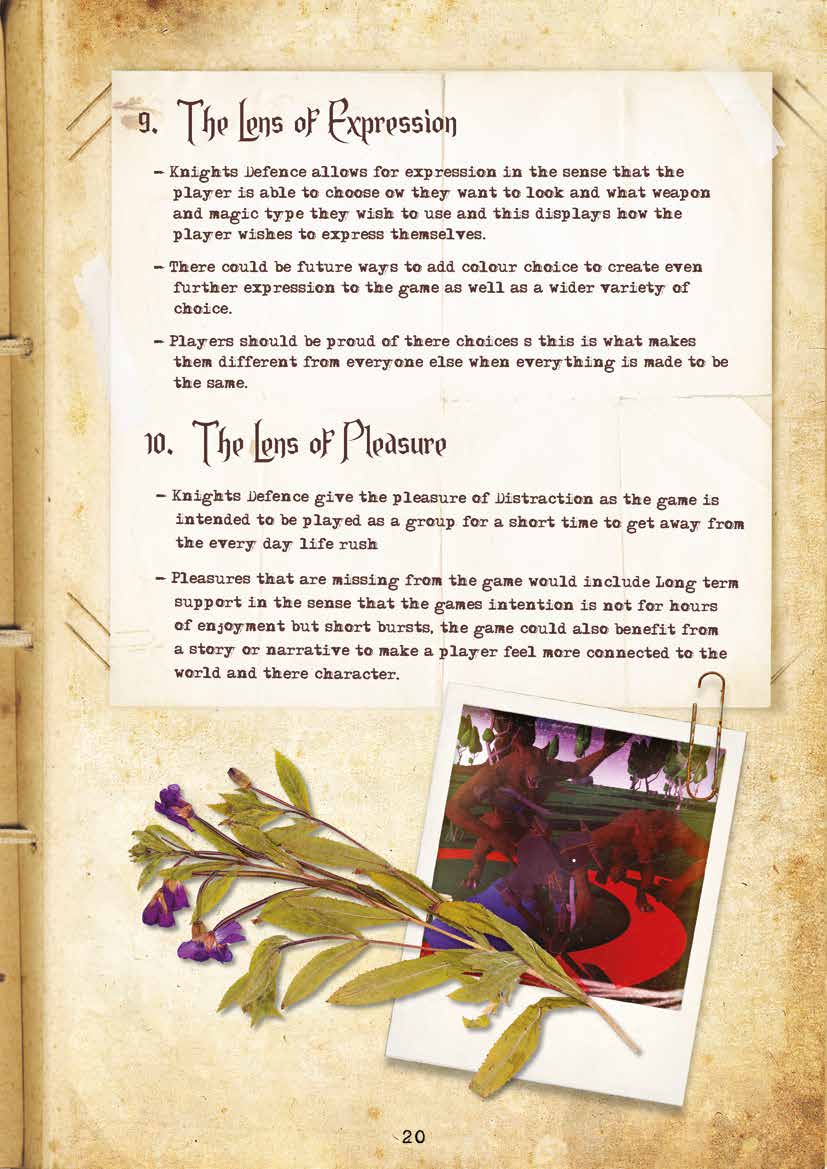 9. The Lens of Expression
– Knights Defence allows for expression in the sense that the
player is able to choose ow they want to look and what weapon
and magic type they wish to use and this displays how the
player wishes to express themselves.
– There could be future ways to add colour choice to create even
further expression to the game as well as a wider variety of
choice.
– Players should be proud of there choices s this is what makes
them different from everyone else when everything is made to be
the same.
10. The Lens of Pleasure
– Knights Defence give the pleasure of Distraction as the game is
intended to be played as a group for a short time to get away from
the every day life rush
– Pleasures that are missing from the game would include Long term
support in the sense that the games intention is not for hours
of enjoyment but short bursts, the game could also benefit from
a story or narrative to make a player feel more connected to the
world and there character.
20